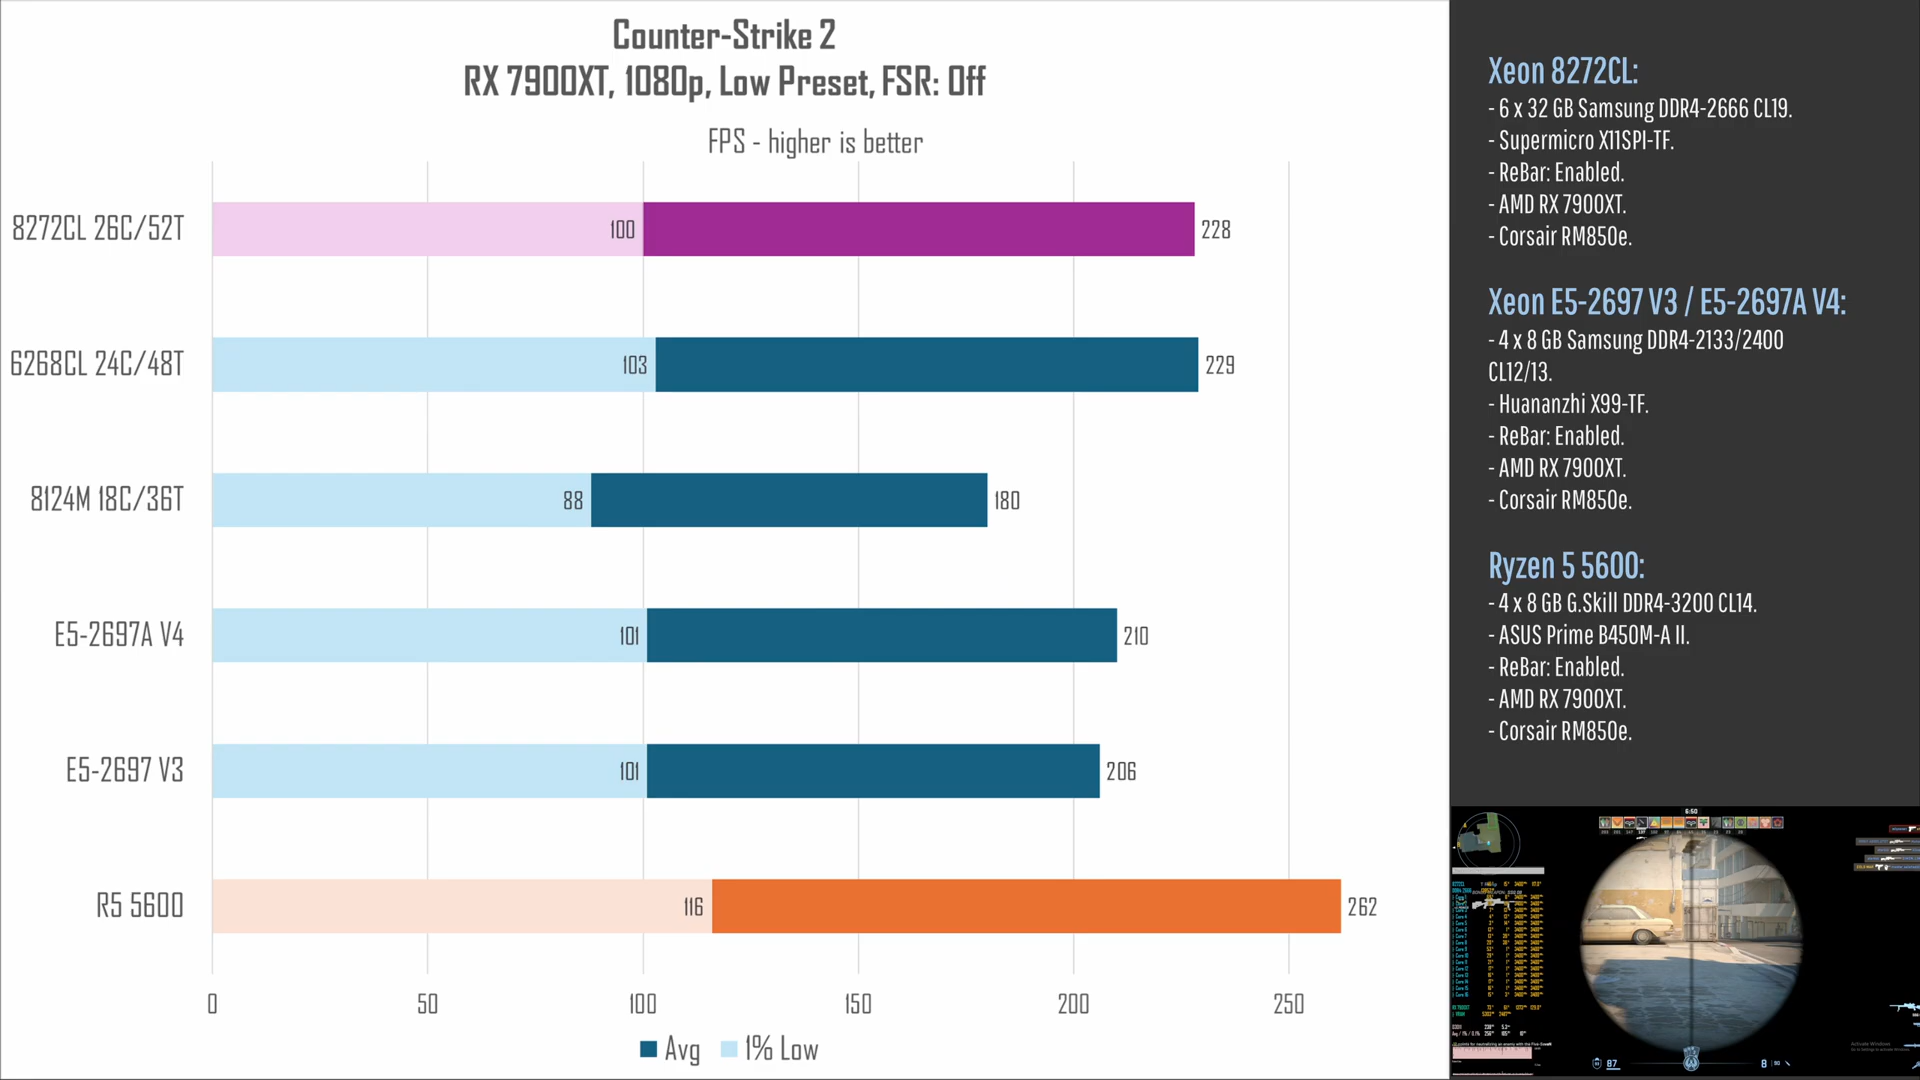 Counter-Strike 2
RX 7900XT, 1080p, Low Preset, FSR: Off
FPS - higher is better
8272CL 26C/52T
100
228
6268CL 24C/48T
103
229
8124M 18C/36T
88
180
E5-2697A V4
101
210
E5-2697 V3
101
206
R5 5600
116
262
0
50
100
150
200
250
Avg
1% Low
Xeon 8272CL:
- 6 x 32 GB Samsung DDR4-2666 CL19.
- Supermicro X11SPI-TF.
- ReBar: Enabled.
- AMD RX 7900XT.
- Corsair RM850e.
Xeon E5-2697 V3 / E5-2697A V4:
- 4 x 8 GB Samsung DDR4-2133/2400
CL12/13.
- Huananzhi X99-TF.
- ReBar: Enabled.
- AMD RX 7900XT.
- Corsair RM850e.
Ryzen 5 5600:
- 4 x 8 GB G.Skill DDR4-3200 CL14.
- ASUS Prime B450M-A II.
- ReBar: Enabled.
- AMD RX 7900XT.
- Corsair RM850e.
6:50
87
8
Activate Windows